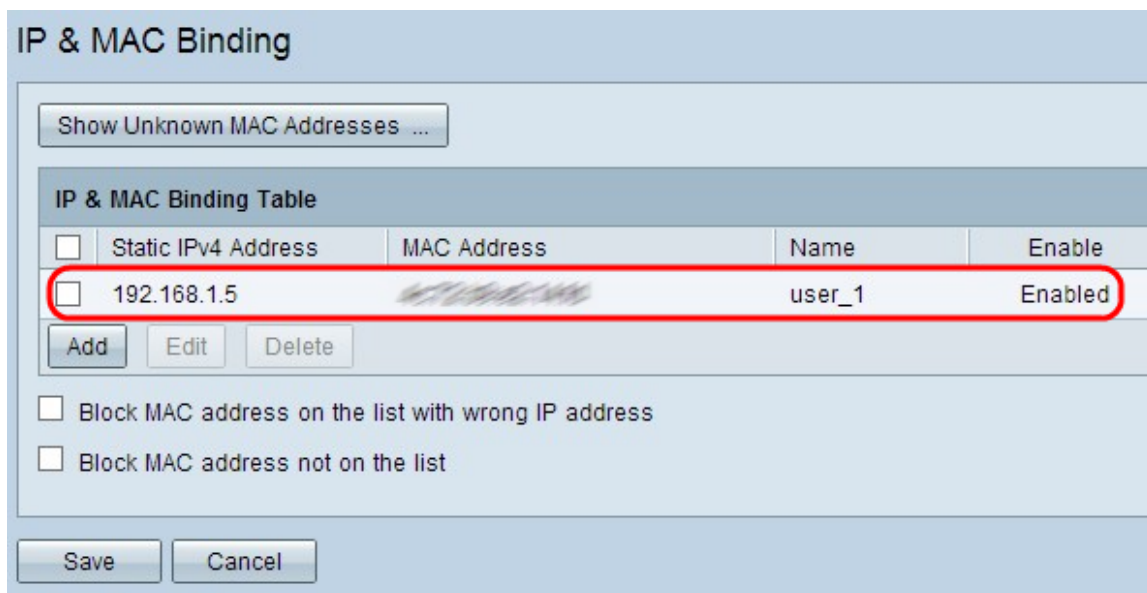 IP & MAC Binding
Show Unknown MAC Addresses ...
IP & MAC Binding Table
Static IPv4 Address MAC Address Name Enable
192.168.1.5 user_1 Enabled
Add Edit Delete
Block MAC address on the list with wrong IP address
Block MAC address not on the list
Save Cancel